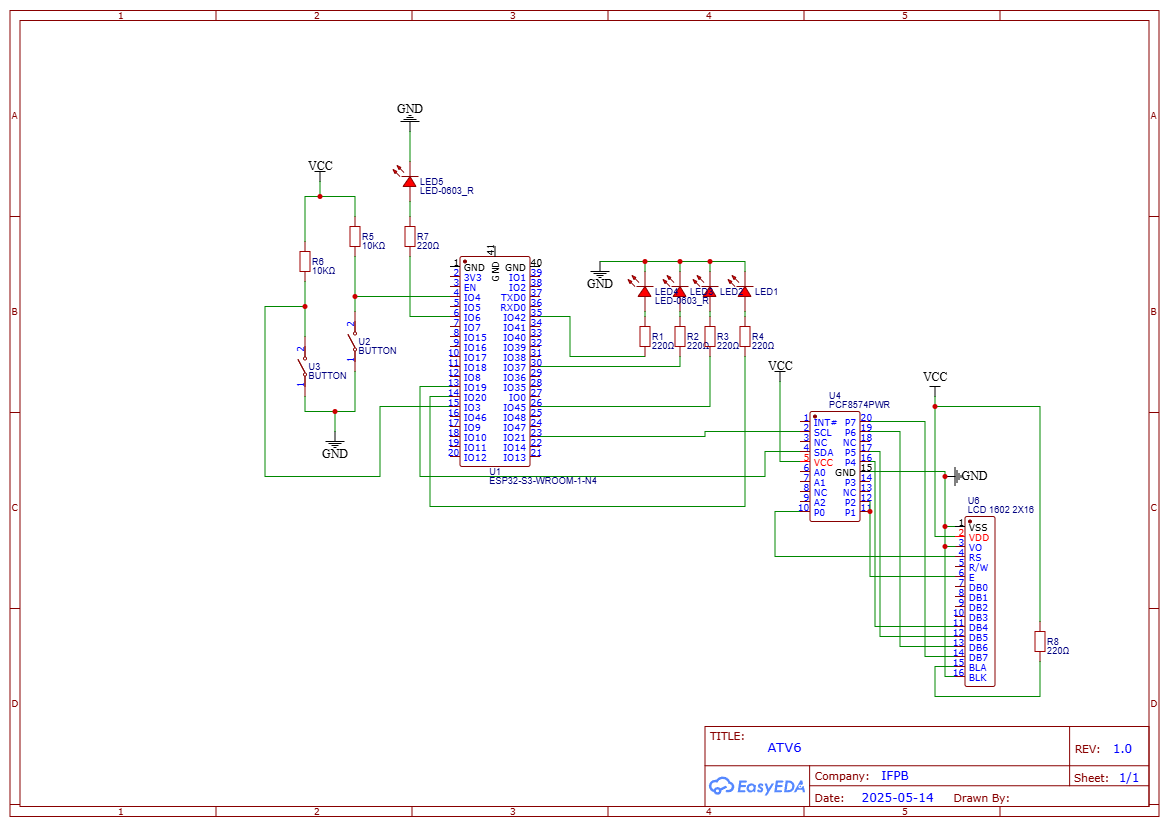 1 2 3 4 5
A A
B B
C C
D D
1 2 3 4 5
GND
VCC
LED5
LED-0603_R
R6
10KΩ
R5
10KΩ
R7
220Ω
2
U2
BUTTON
1
2
U3
BUTTON
1
GND
41
GND
1 GND GND 40
2 3V3 IO1 39
3 EN IO2 38
4 IO4 TXD0 37
5 IO5 RXD0 36
6 IO6 IO42 35
7 IO7 IO41 34
8 IO15 IO40 33
9 IO16 IO39 32
10 IO17 IO38 31
11 IO18 IO37 30
12 IO8 IO36 29
13 IO19 IO35 28
14 IO20 IO0 27
15 IO3 IO45 26
16 IO46 IO48 25
17 IO9 IO47 24
18 IO10 IO21 23
19 IO11 IO14 22
20 IO12 IO13 21
U1
ESP32-S3-WROOM-1-N4
GND
LED1
LED-0603_R
R1
220Ω
R2
220Ω
R3
220Ω
R4
220Ω
VCC
U4
PCF8574PWR
1 INT# P7 20
2 SCL P6 19
3 NC NC 18
4 SDA P5 17
5 VCC P4 16
6 A0 GND 15
7 A1 P3 14
8 NC NC 13
9 A2 P2 12
10 P0 P1 11
VCC
GND
U6
LCD 1602 2X16
1 VSS
2 VDD
3 VO
4 RS
5 R/W
6 E
7 DB0
8 DB1
9 DB2
10 DB3
11 DB4
12 DB5
13 DB6
14 DB7
15 BLA
16 BLK
R8
220Ω
TITLE:
ATV6
REV: 1.0
EasyEDA
Company: IFPB
Sheet: 1/1
Date: 2025-05-14 Drawn By: